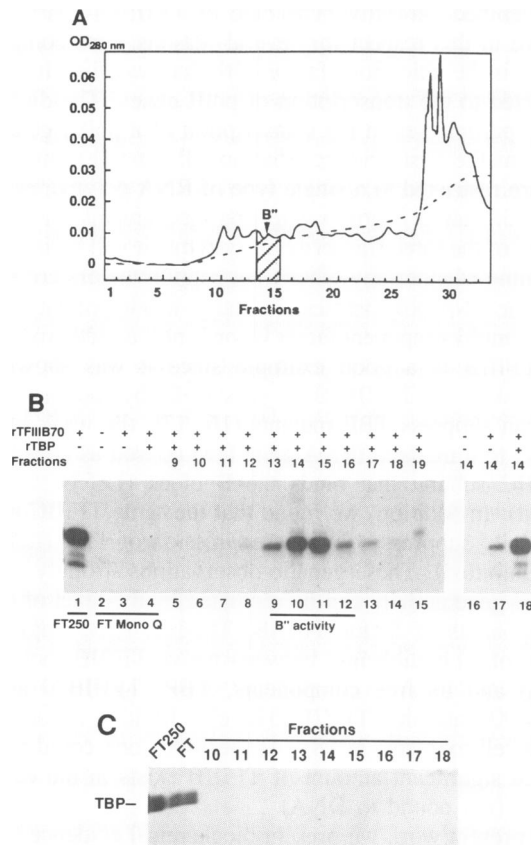 A
OD280 nm
0.06
0.05
0.04
0.03
0.02
0.01
0
B"
1 5 10 15 20 25 30
Fractions
B
rTFIIIB70 - - + + + + + + + + + + + + + - + +
rTBP - - - + + + + + + + + + + + + - - +
Fractions 9 10 11 12 13 14 15 16 17 18 19 14 14 14
1 2 3 4 5 6 7 8 9 10 11 12 13 14 15 16 17 18
FT250 FT Mono Q B" activity
C
Fractions
FT250 FT 10 11 12 13 14 15 16 17 18
TBP–